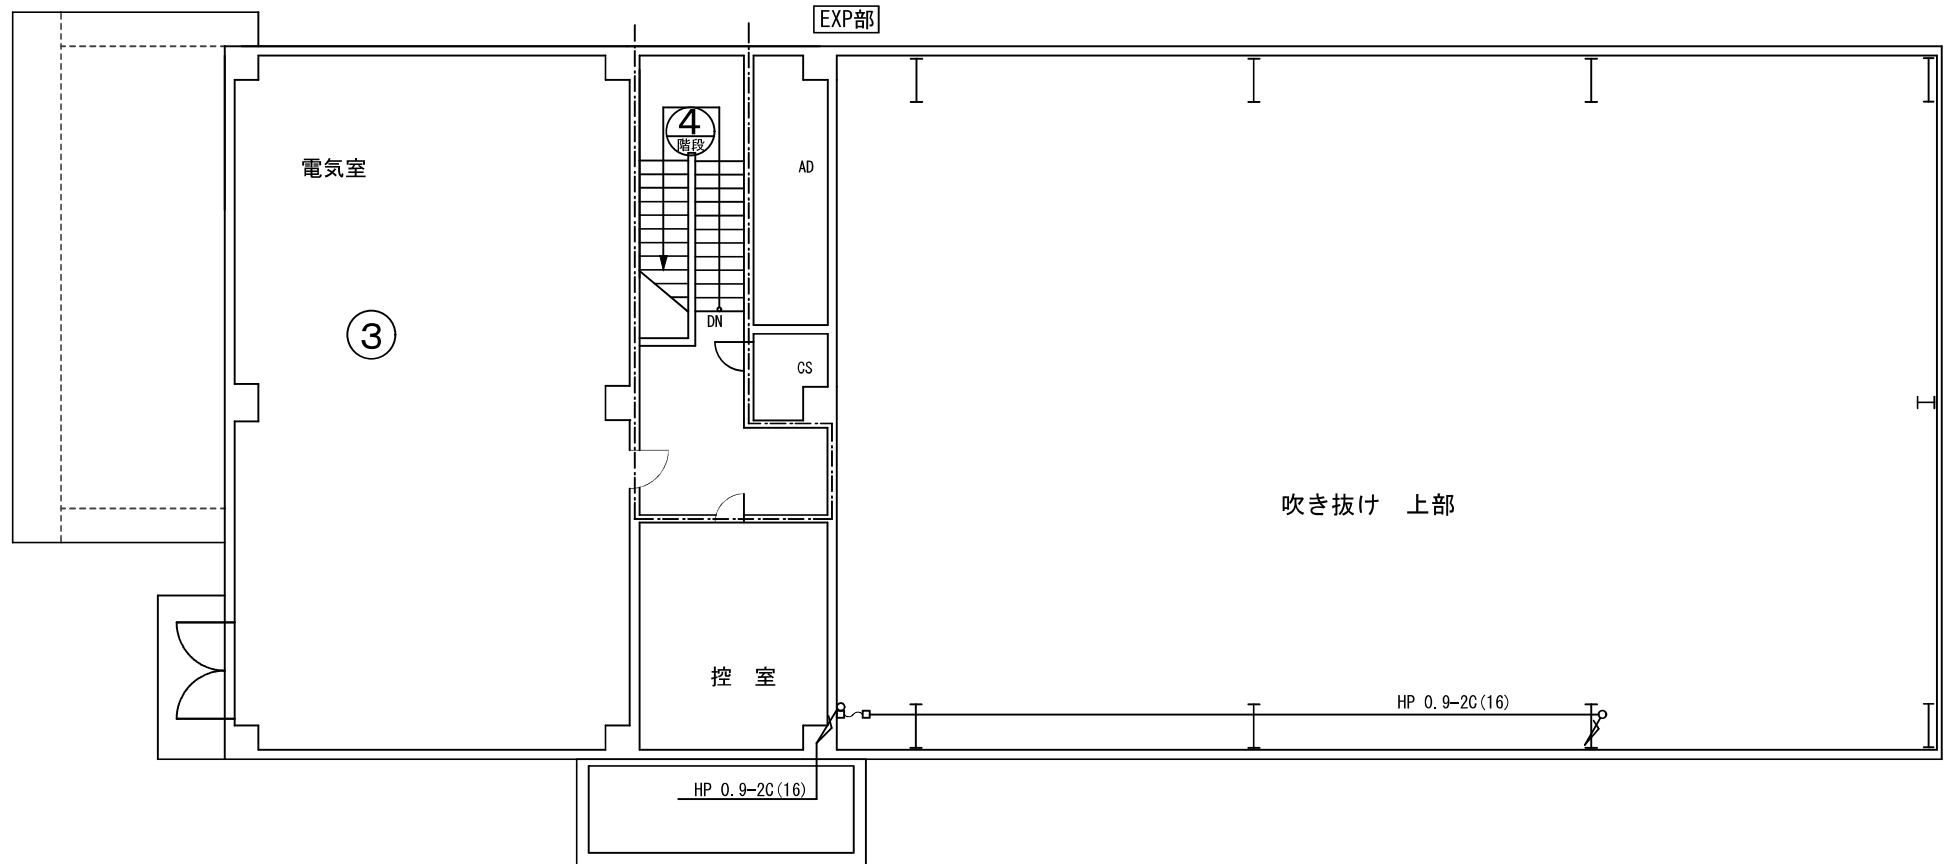 EXP部
4
階段
電気室
AD
3
DN
CS
吹き抜け 上部
控 室
HP 0.9-2C(16)
HP 0.9-2C(16)